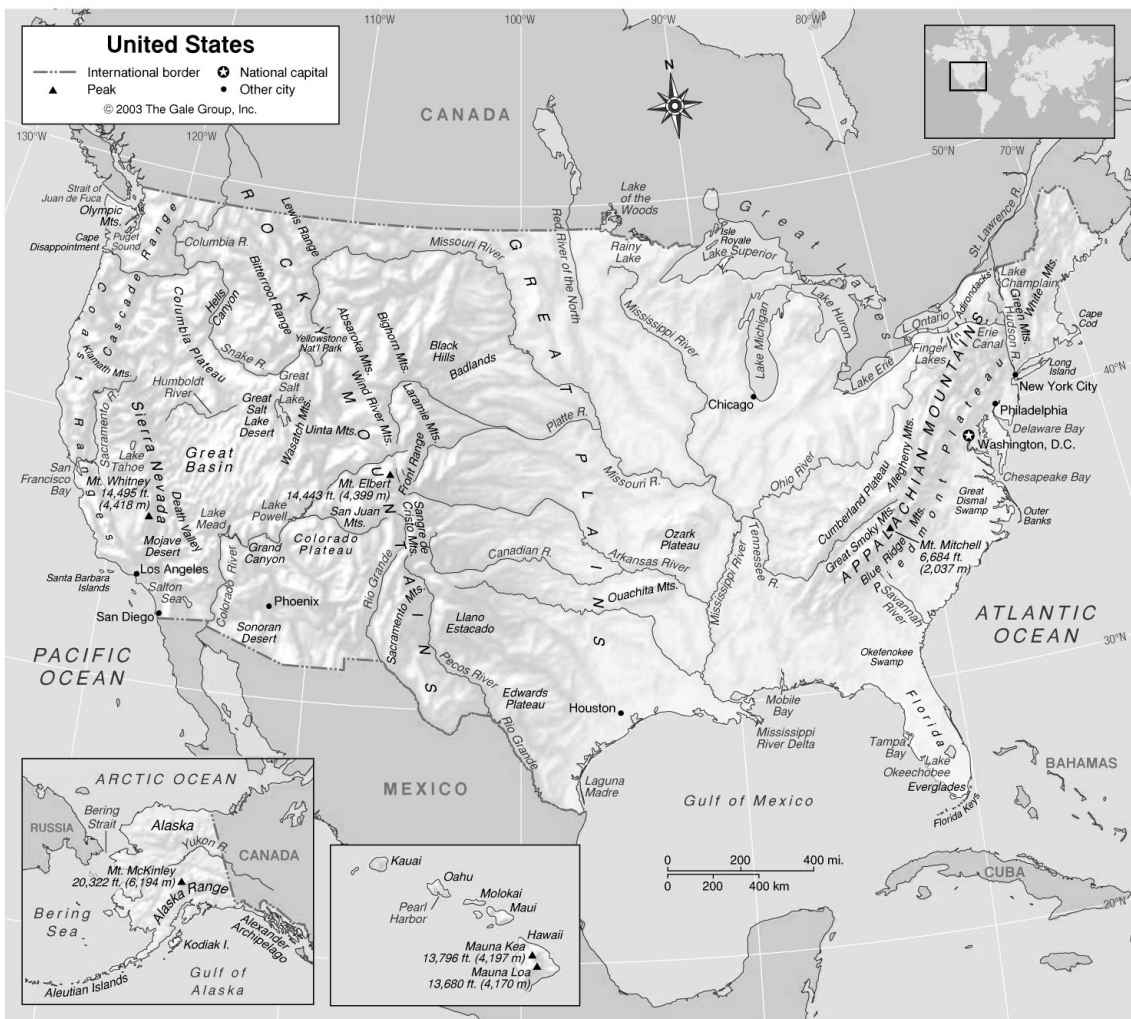 United States
International border
National capital
Peak
Other city
© 2003 The Gale Group, Inc.
130°W
120°W
110°W
100°W
90°W
80°W
70°W
50°N
40°N
30°N
20°N
N
CANADA
Strait of
Juan de Fuca
Olympic
Mts.
Puget
Sound
Cape
Disappointment
Cascade Range
Coast Ranges
Columbia R.
Columbia Plateau
Hells
Canyon
Bitterroot Range
Lewis Range
ROCKY MOUNTAINS
Missouri River
GREAT PLAINS
Red River of the North
Lake
of the
Woods
Rainy
Lake
Great Lakes
Isle
Royale
Lake Superior
Lake Michigan
Lake Huron
L. Ontario
Lake Erie
St. Lawrence R.
Adirondacks
Lake
Champlain
Green Mts.
White Mts.
Hudson R.
Erie
Canal
Finger
Lakes
Cape
Cod
Long
Island
New York City
Philadelphia
Delaware Bay
Washington, D.C.
Chesapeake Bay
Great
Dismal
Swamp
Outer
Banks
Klamath Mts.
Snake R.
Yellowstone
Nat'l Park
Absaroka Mts.
Bighorn Mts.
Wind River Mts.
Black
Hills
Badlands
Mississippi River
Chicago
Humboldt
River
Great
Salt
Lake
Great
Salt
Lake
Desert
Wasatch Mts.
Uinta Mts.
Laramie Mts.
Front Range
Platte R.
Missouri R.
Ohio River
Sacramento R.
Sierra Nevada
Great
Basin
Lake
Tahoe
San
Francisco
Bay
Mt. Whitney
14,495 ft.
(4,418 m)
Death Valley
Mojave
Desert
Lake
Mead
Lake
Powell
Mt. Elbert
14,443 ft. (4,399 m)
San Juan
Mts.
Sangre de
Cristo Mts.
Colorado
Plateau
Grand
Canyon
Colorado River
Rio Grande
Canadian R.
Arkansas River
Ozark
Plateau
Ouachita Mts.
Mississippi River
Tennessee
R.
Cumberland Plateau
Allegheny Mts.
APPALACHIAN MOUNTAINS
Great Smoky Mts.
Blue Ridge Mts.
Piedmont Plateau
Mt. Mitchell
6,684 ft.
(2,037 m)
Savannah
River
Los Angeles
Santa Barbara
Islands
Salton
Sea
San Diego
Phoenix
Sonoran
Desert
Sacramento Mts.
Llano
Estacado
Pecos River
Edwards
Plateau
Rio Grande
Houston
Laguna
Madre
Mobile
Bay
Mississippi
River Delta
Okefenokee
Swamp
Florida
Tampa
Bay
Lake
Okeechobee
Everglades
Florida Keys
PACIFIC
OCEAN
ATLANTIC
OCEAN
MEXICO
Gulf of Mexico
BAHAMAS
CUBA
0 200 400 mi.
0 200 400 km
ARCTIC OCEAN
RUSSIA
Bering
Strait
Alaska
Yukon R.
CANADA
Mt. McKinley
20,322 ft. (6,194 m)
Alaska Range
Bering
Sea
Kodiak I.
Alexander
Archipelago
Aleutian Islands
Gulf of
Alaska
Kauai
Oahu
Pearl
Harbor
Molokai
Maui
Hawaii
Mauna Kea
13,796 ft. (4,197 m)
Mauna Loa
13,680 ft. (4,170 m)